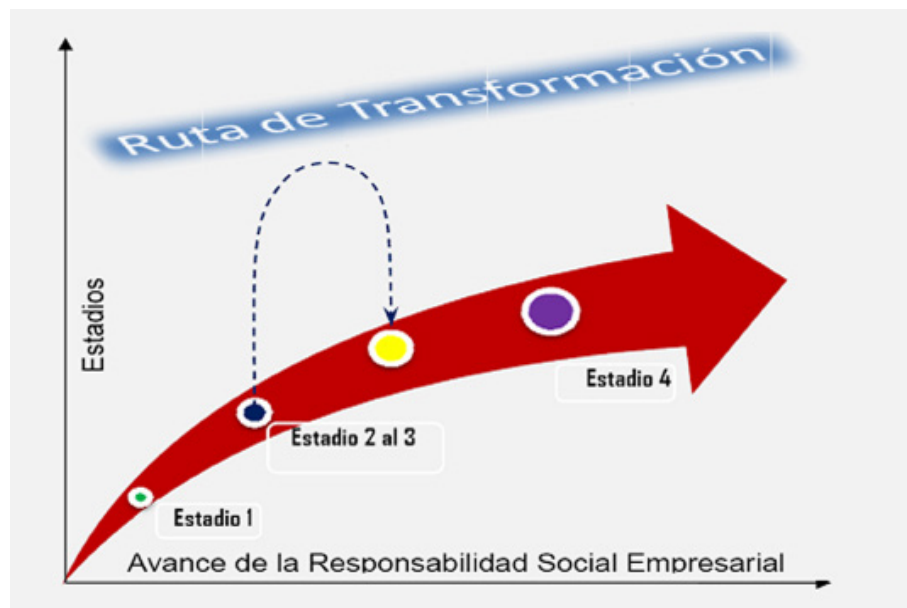 Ruta de Transformación
Estadios
Estadio 4
Estadio 2 al 3
Estadio 1
Avance de la Responsabilidad Social Empresarial